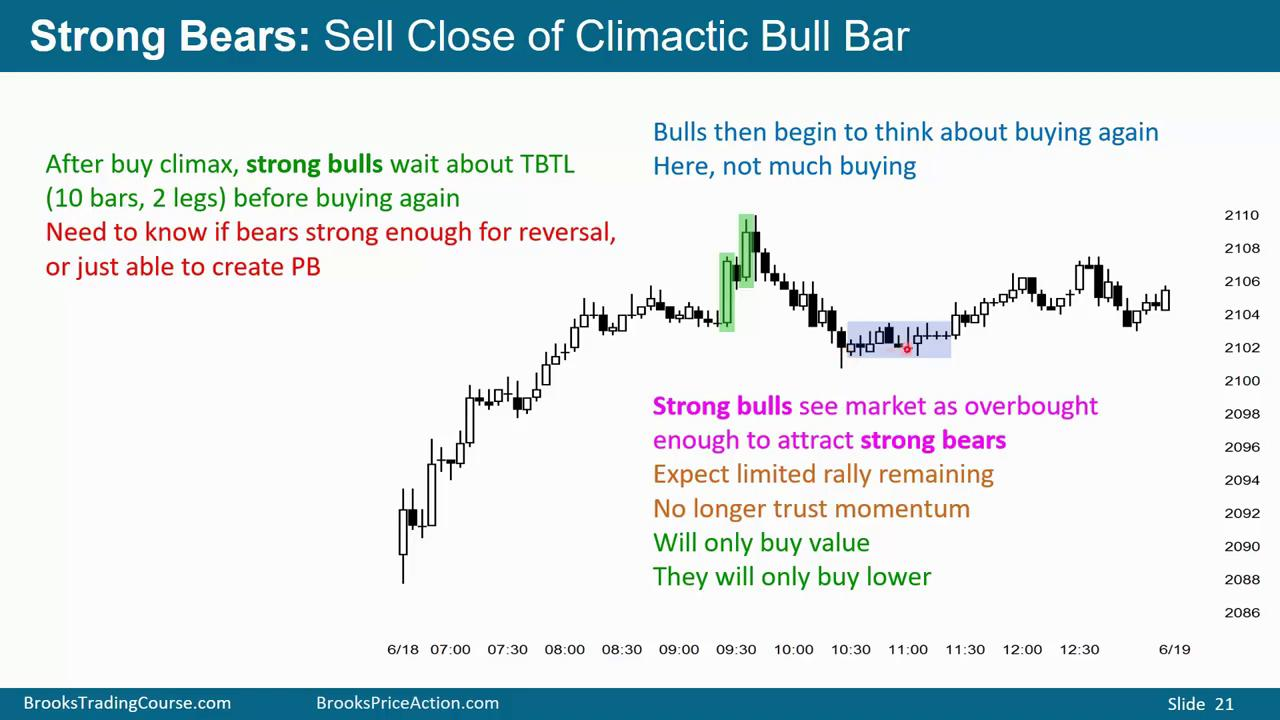 Strong Bears: Sell Close of Climactic Bull Bar
After buy climax, strong bulls wait about TBTL
(10 bars, 2 legs) before buying again
Need to know if bears strong enough for reversal,
or just able to create PB
Bulls then begin to think about buying again
Here, not much buying
2110
2108
2106
2104
2102
2100
2098
2096
2094
2092
2090
2088
2086
Strong bulls see market as overbought
enough to attract strong bears
Expect limited rally remaining
No longer trust momentum
Will only buy value
They will only buy lower
6/18 07:00 07:30 08:00 08:30 09:00 09:30 10:00 10:30 11:00 11:30 12:00 12:30 6/19
BrooksTradingCourse.com BrooksPriceAction.com Slide 21